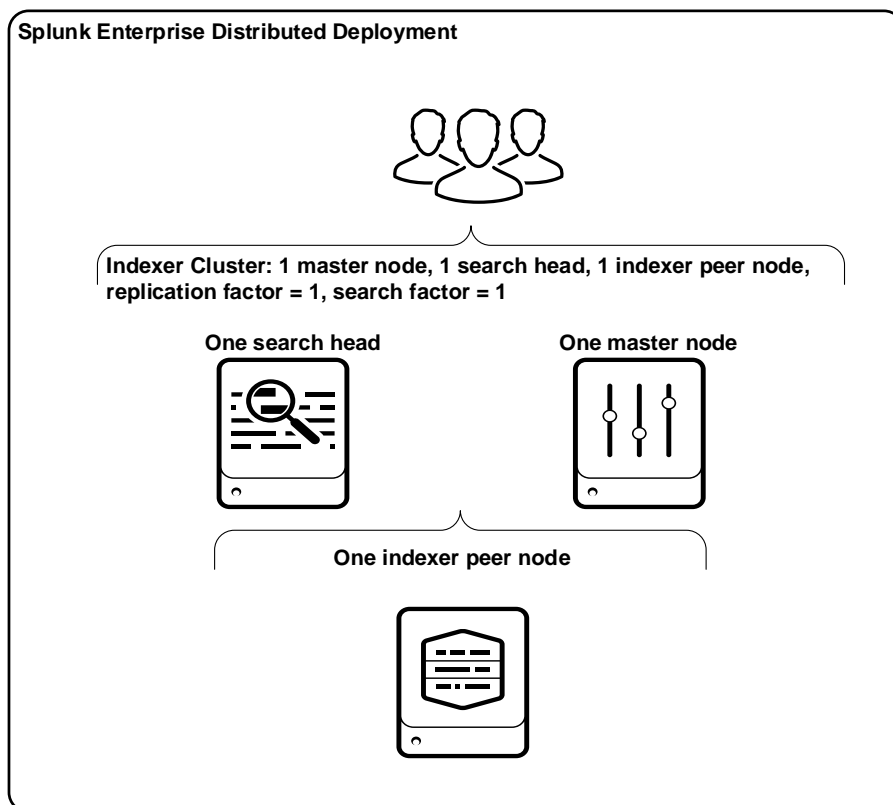 Splunk Enterprise Distributed Deployment
Indexer Cluster: 1 master node, 1 search head, 1 indexer peer node,
replication factor = 1, search factor = 1
One search head
One master node
One indexer peer node